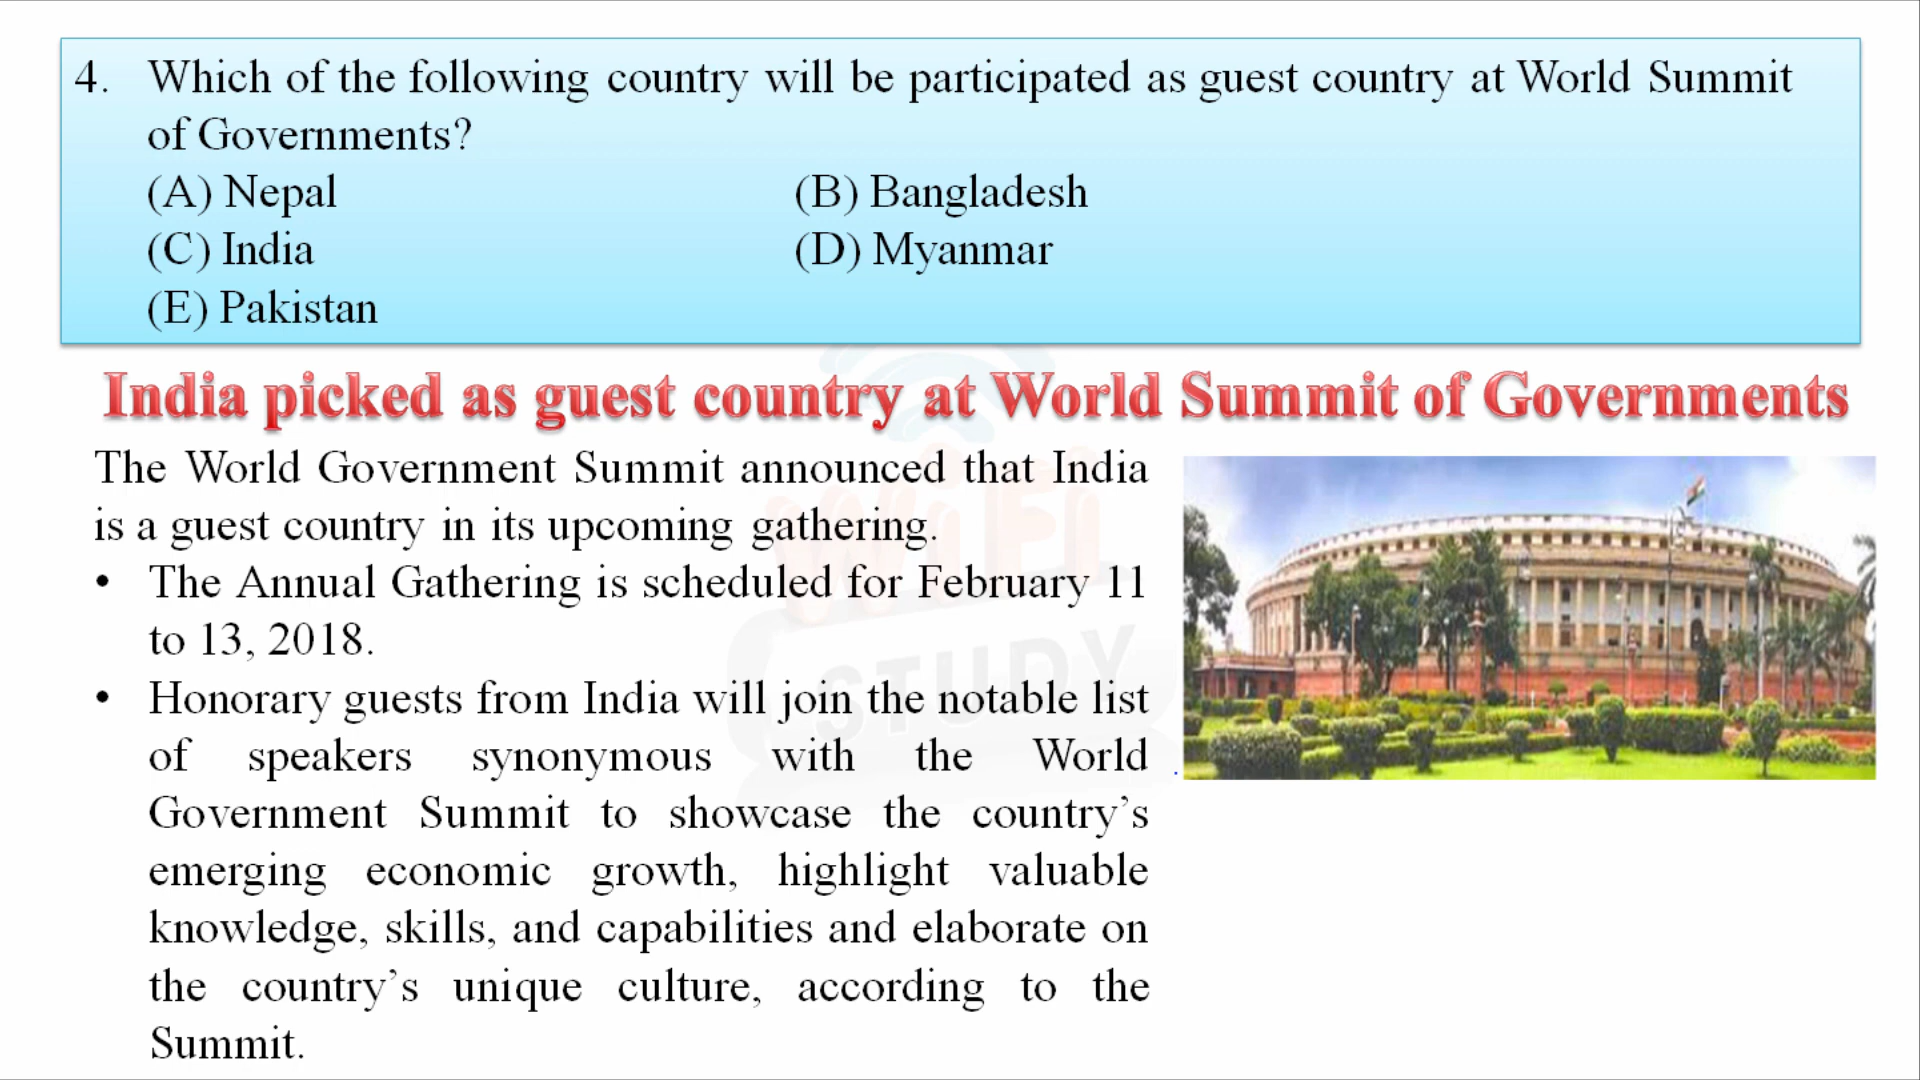 4. Which of the following country will be participated as guest country at World Summit
of Governments?
(A) Nepal (B) Bangladesh
(C) India (D) Myanmar
(E) Pakistan
India picked as guest country at World Summit of Governments
The World Government Summit announced that India
is a guest country in its upcoming gathering.
• The Annual Gathering is scheduled for February 11
to 13, 2018.
• Honorary guests from India will join the notable list
of speakers synonymous with the World
Government Summit to showcase the country’s
emerging economic growth, highlight valuable
knowledge, skills, and capabilities and elaborate on
the country’s unique culture, according to the
Summit.
WiFi
STUDY